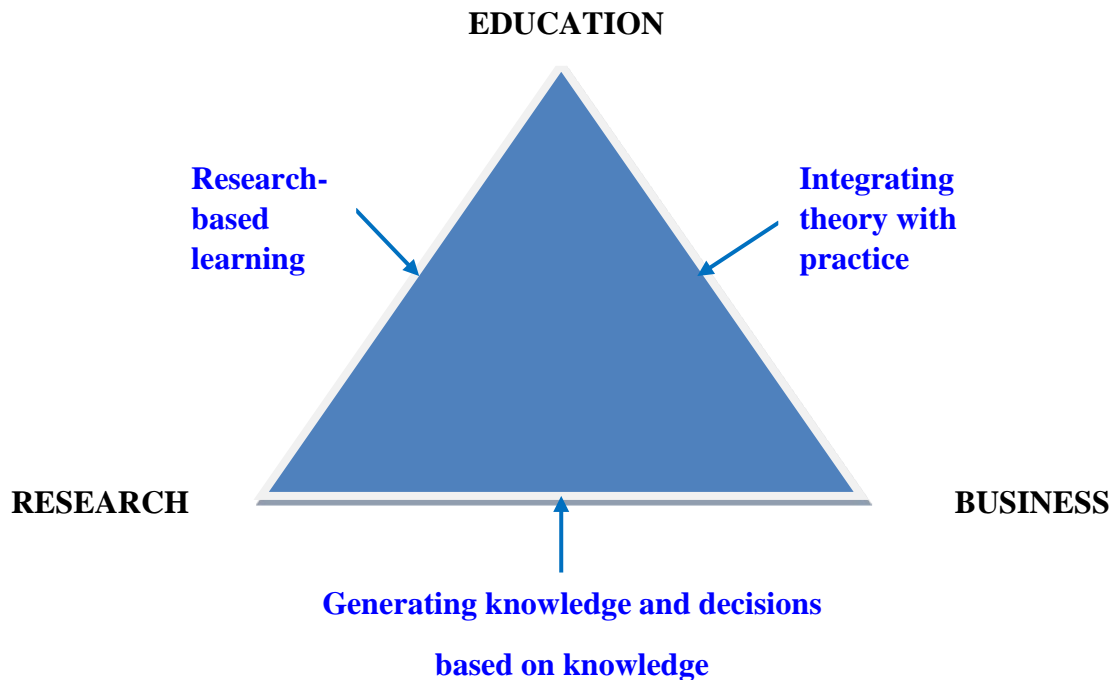 EDUCATION
Research-
based
learning
Integrating
theory with
practice
RESEARCH
BUSINESS
Generating knowledge and decisions
based on knowledge